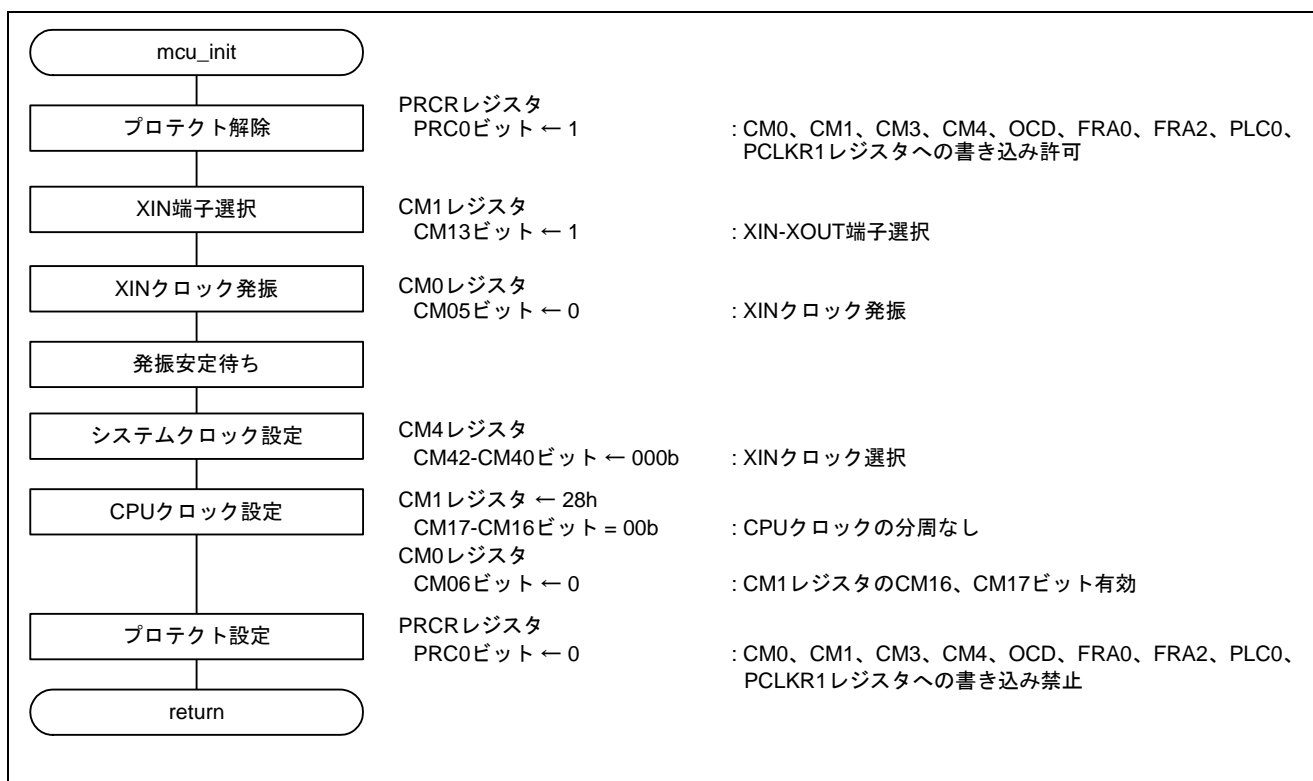 mcu_init
プロテクト解除
PRCRレジスタ
PRC0ビット ← 1 : CM0、CM1、CM3、CM4、OCD、FRA0、FRA2、PLC0、
PCLKR1レジスタへの書き込み許可
XIN端子選択
CM1レジスタ
CM13ビット ← 1 : XIN-XOUT端子選択
XINクロック発振
CM0レジスタ
CM05ビット ← 0 : XINクロック発振
発振安定待ち
システムクロック設定
CM4レジスタ
CM42-CM40ビット ← 000b : XINクロック選択
CPUクロック設定
CM1レジスタ ← 28h
CM17-CM16ビット = 00b : CPUクロックの分周なし
CM0レジスタ
CM06ビット ← 0 : CM1レジスタのCM16、CM17ビット有効
プロテクト設定
PRCRレジスタ
PRC0ビット ← 0 : CM0、CM1、CM3、CM4、OCD、FRA0、FRA2、PLC0、
PCLKR1レジスタへの書き込み禁止
return